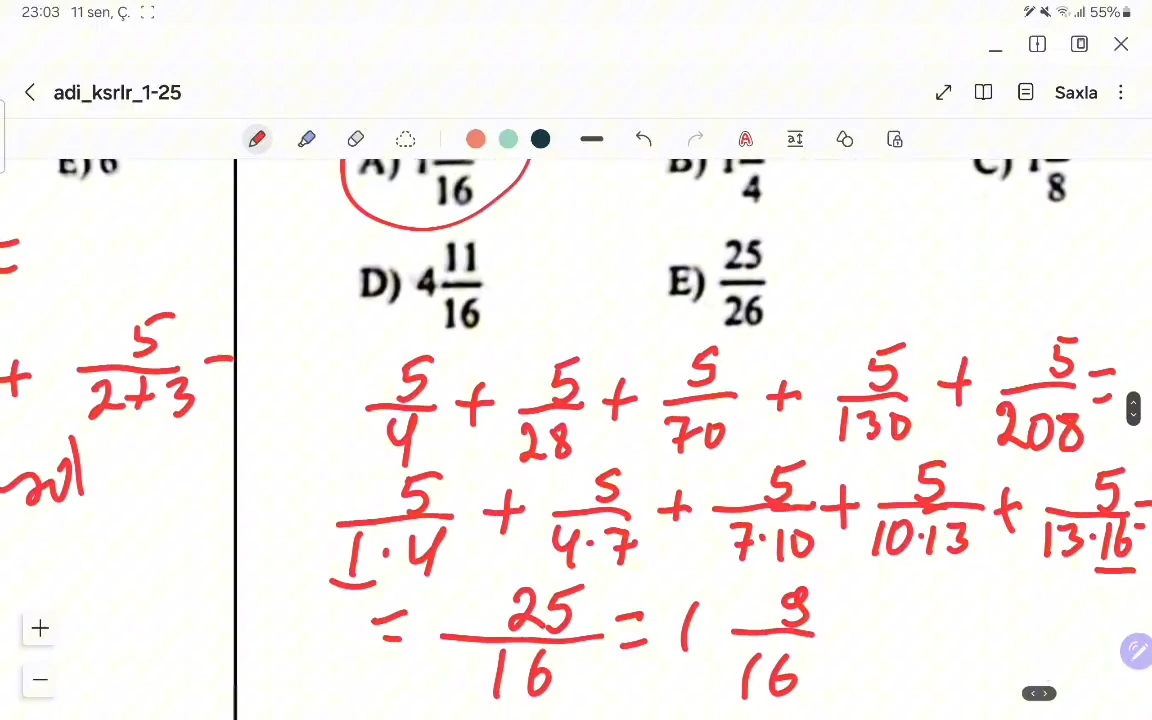 23:03 11 sen, Ç. 55%
adi_ksrlr_1-25 Saxla
E) 6
A) 1 —/16 B) 1 —/4 C) 1 —/8
D) 4 11/16 E) 25/26
=
+ 5/2+3 -
5/4 + 5/28 + 5/70 + 5/130 + 5/208 =
5/1·4 + 5/4·7 + 5/7·10 + 5/10·13 + 5/13·16 =
= 25/16 = 1 9/16